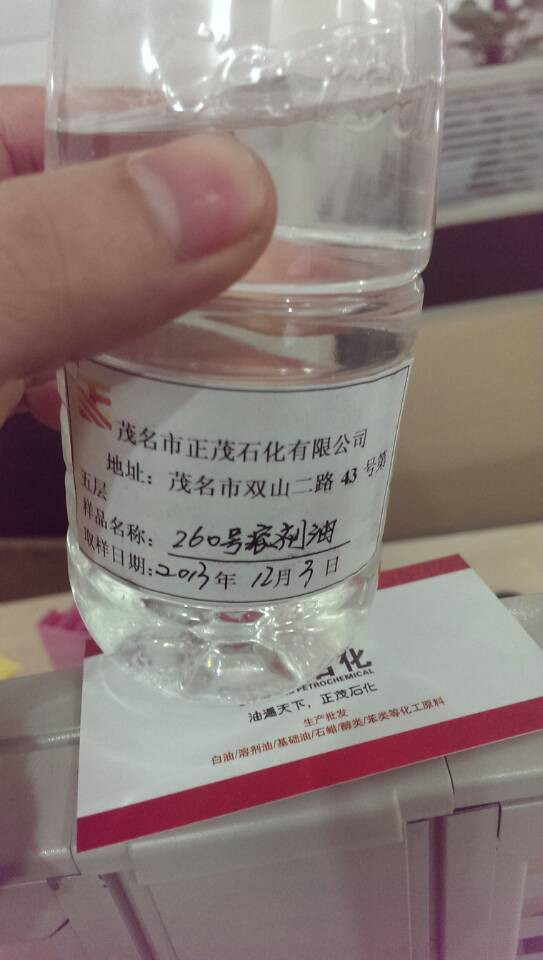 茂名市正茂石化有限公司
地址：茂名市双山二路 43 号第
五层
样品名称：260号溶剂油
取样日期：2013年 12月 3日
石化
PETROCHEMICAL
油遍天下，正茂石化
生产批发
白油/溶剂油/基础油/石蜡/醇类/苯类等化工原料